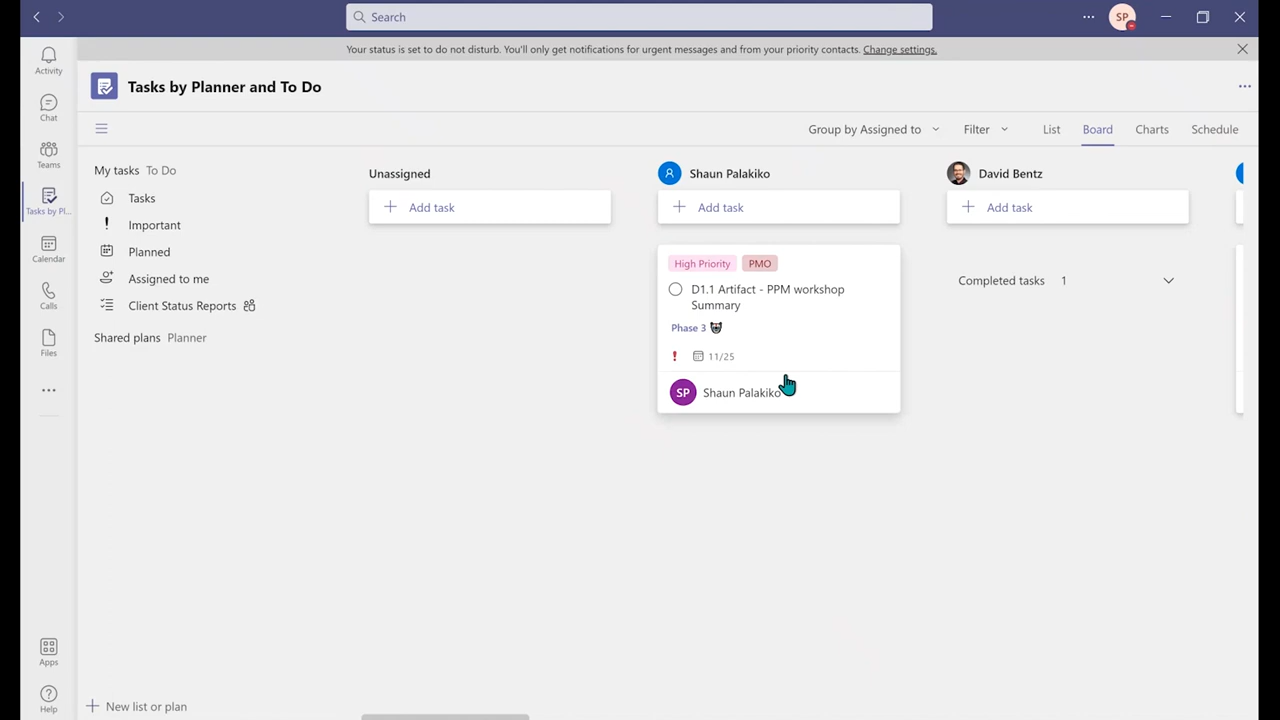 Search
SP
Your status is set to do not disturb. You'll only get notifications for urgent messages and from your priority contacts. Change settings.
Activity
Chat
Teams
Tasks by Pl...
Calendar
Calls
Files
Apps
Help
Tasks by Planner and To Do
Group by Assigned to
Filter
List
Board
Charts
Schedule
My tasks To Do
Tasks
Important
Planned
Assigned to me
Client Status Reports
Shared plans Planner
New list or plan
Unassigned
Add task
Shaun Palakiko
Add task
High Priority PMO
D1.1 Artifact - PPM workshop
Summary
Phase 3
11/25
SP Shaun Palakiko
David Bentz
Add task
Completed tasks 1